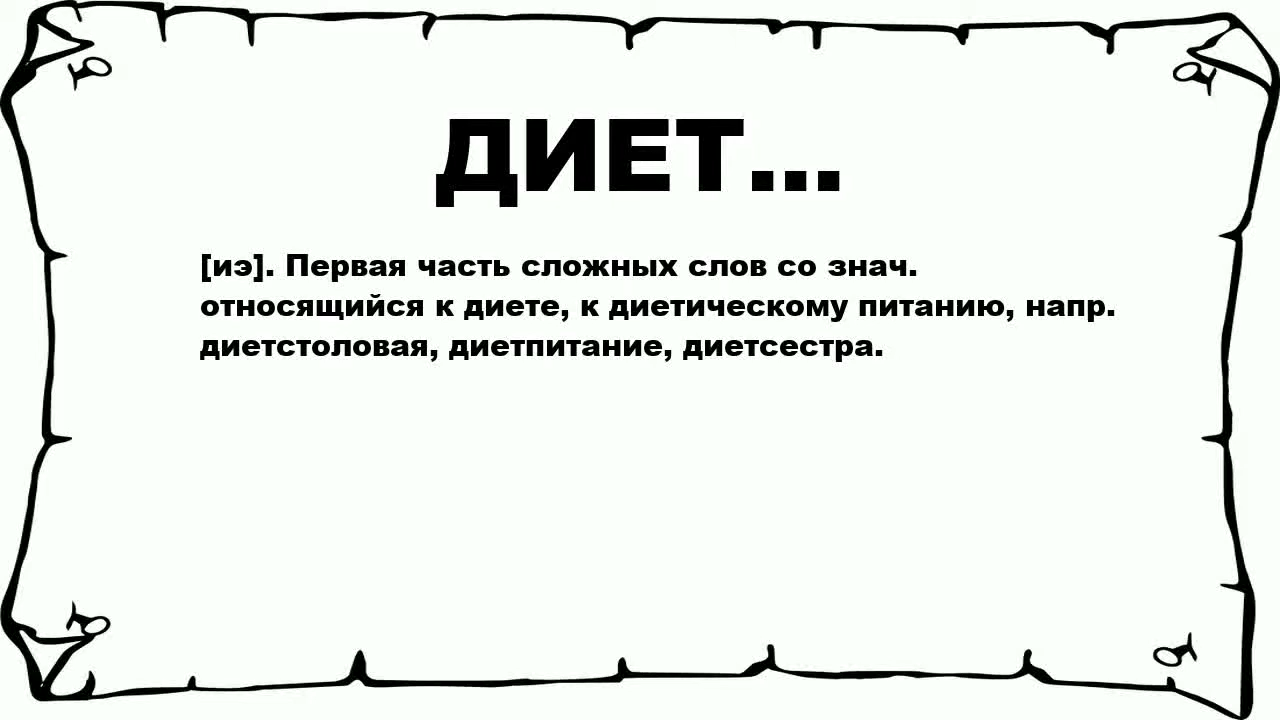 ДИЕТ...
[иэ]. Первая часть сложных слов со знач.
относящийся к диете, к диетическому питанию, напр.
диетстоловая, диетпитание, диетсестра.